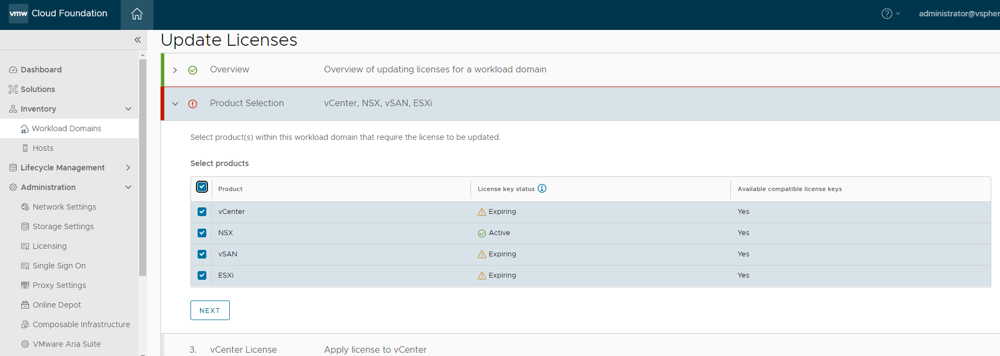 vmw Cloud Foundation
administrator@vspher
Update Licenses
Dashboard
Solutions
Inventory
Workload Domains
Hosts
Lifecycle Management
Administration
Network Settings
Storage Settings
Licensing
Single Sign On
Proxy Settings
Online Depot
Composable Infrastructure
VMware Aria Suite
Overview Overview of updating licenses for a workload domain
Product Selection vCenter, NSX, vSAN, ESXi
Select product(s) within this workload domain that require the license to be updated.
Select products
Product License key status Available compatible license keys
vCenter Expiring Yes
NSX Active Yes
vSAN Expiring Yes
ESXi Expiring Yes
NEXT
3. vCenter License Apply license to vCenter